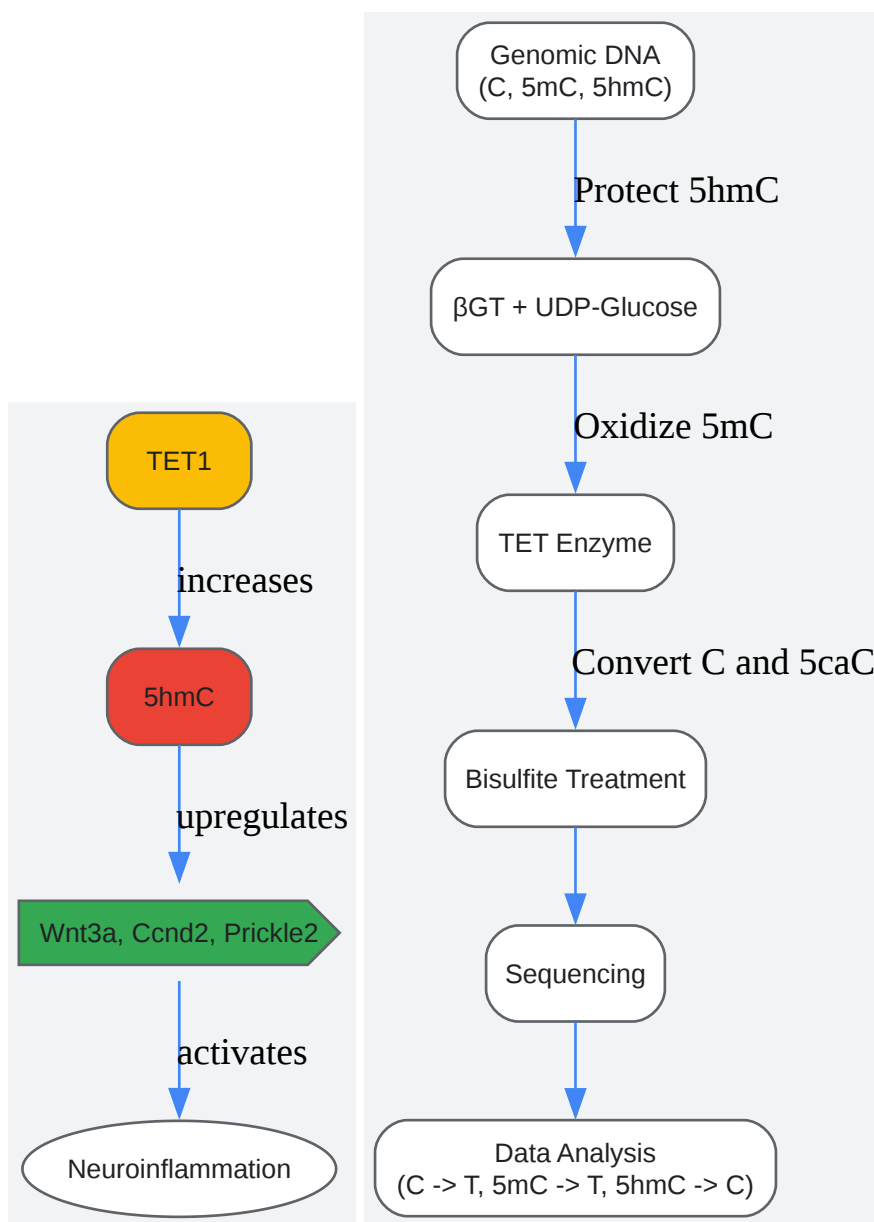 TET1
increases
5hmC
upregulates
Wnt3a, Ccnd2, Prickle2
activates
Neuroinflammation
Genomic DNA
(C, 5mC, 5hmC)
Protect 5hmC
βGT + UDP-Glucose
Oxidize 5mC
TET Enzyme
Convert C and 5caC
Bisulfite Treatment
Sequencing
Data Analysis
(C -> T, 5mC -> T, 5hmC -> C)